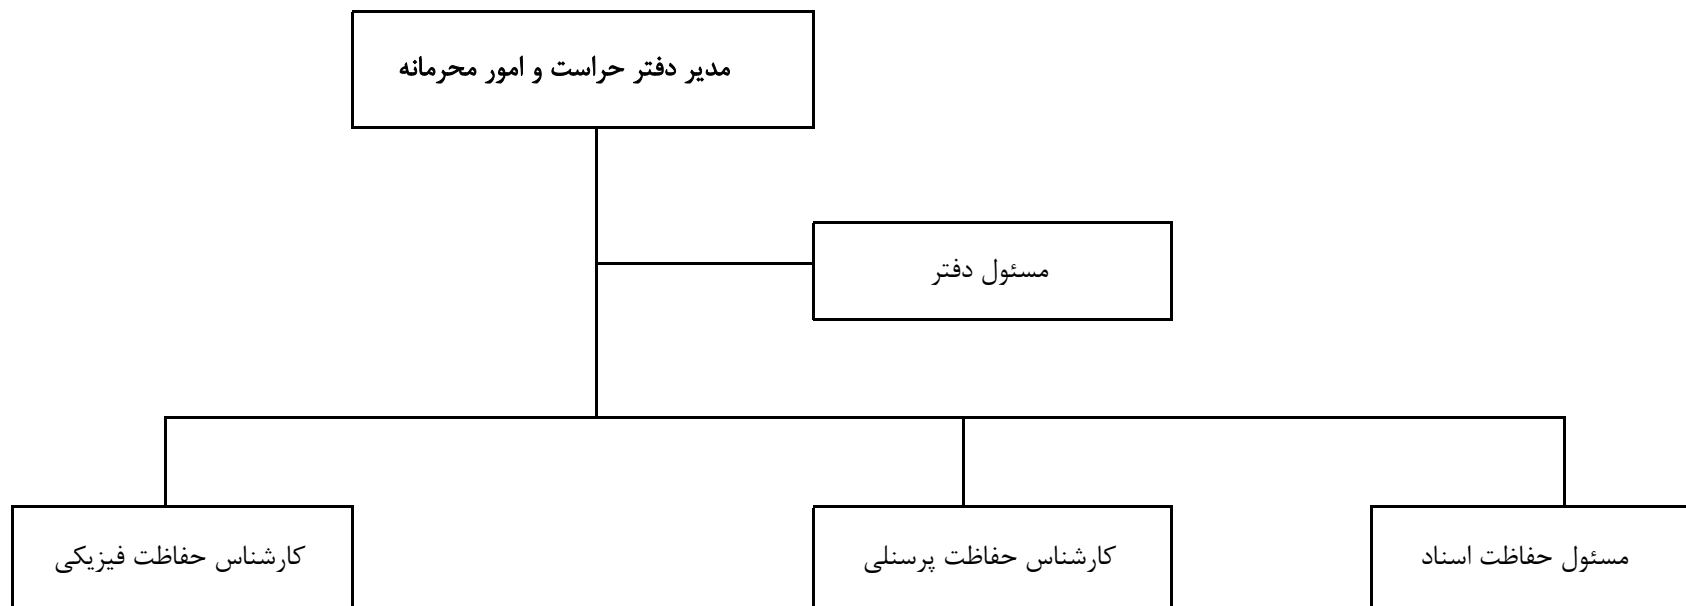 مدیر دفتر حراست و امور محرمانه
مسئول دفتر
مسئول حفاظت اسناد
کارشناس حفاظت پرسنلی
کارشناس حفاظت فیزیکی